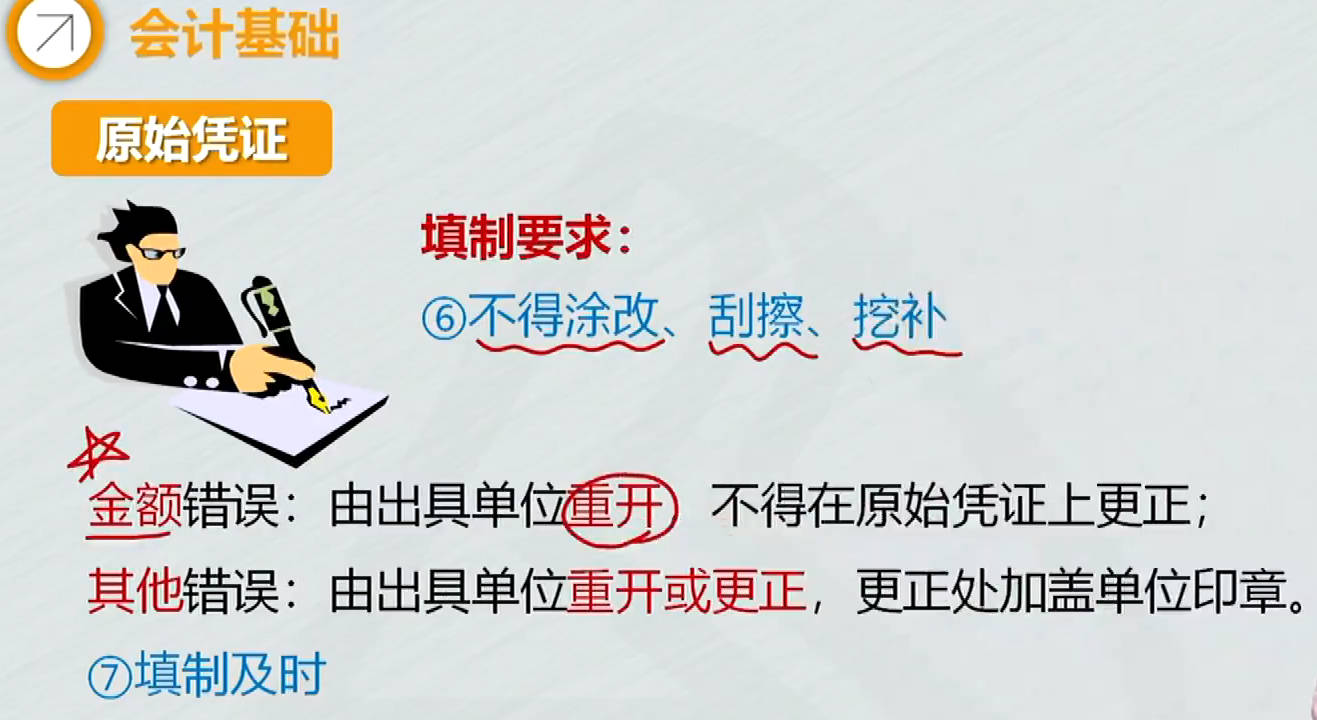 会计基础
原始凭证
填制要求：
⑥不得涂改、刮擦、挖补
金额错误：由出具单位重开 不得在原始凭证上更正；
其他错误：由出具单位重开或更正，更正处加盖单位印章。
⑦填制及时